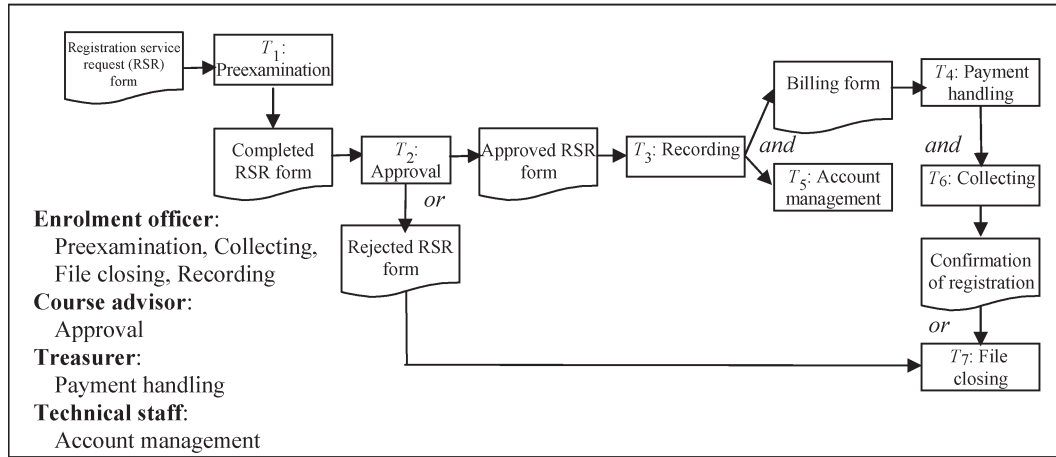 Registration service
request (RSR)
form
T1:
Preexamination
Completed
RSR form
T2:
Approval
or
Rejected RSR
form
Approved RSR
form
T3: Recording
and
Billing form
T5: Account
management
T4: Payment
handling
and
T6: Collecting
Confirmation
of registration
or
T7: File
closing
Enrolment officer:
Preexamination, Collecting,
File closing, Recording
Course advisor:
Approval
Treasurer:
Payment handling
Technical staff:
Account management